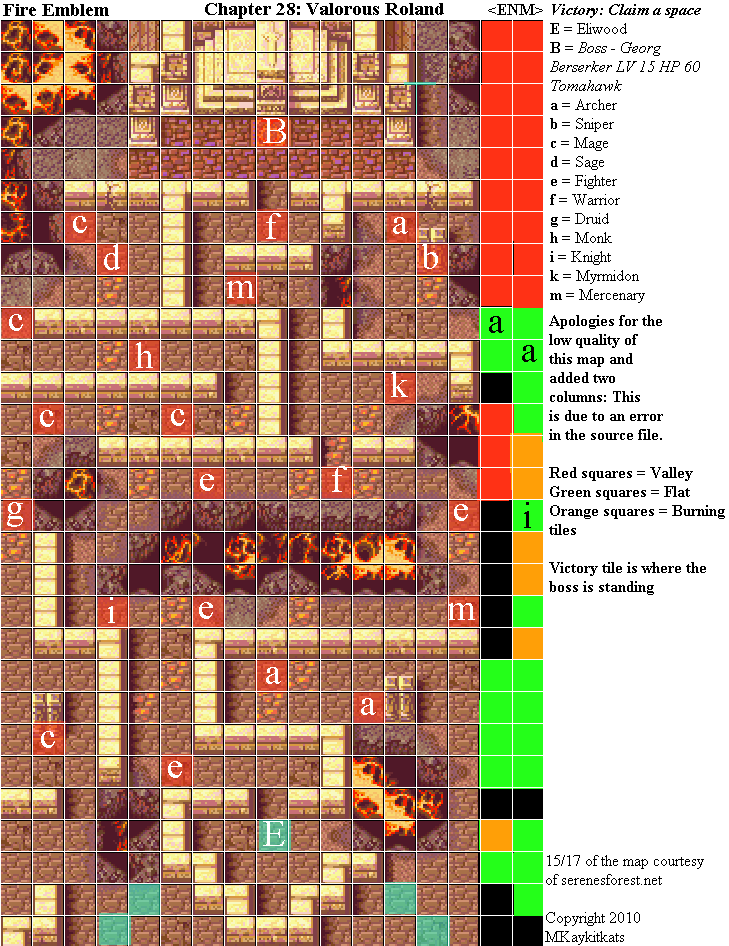 Fire Emblem Chapter 28: Valorous Roland <ENM> Victory: Claim a space
E = Eliwood
B = Boss - Georg
Berserker LV 15 HP 60
Tomahawk
a = Archer
b = Sniper
c = Mage
d = Sage
e = Fighter
f = Warrior
g = Druid
h = Monk
i = Knight
k = Myrmidon
m = Mercenary
Apologies for the
low quality of
this map and
added two
columns: This
is due to an error
in the source file.
Red squares = Valley
Green squares = Flat
Orange squares = Burning
tiles
Victory tile is where the
boss is standing
B
c f a
d b
m
c a
h a
k
c c
e f
g e i
i e m
a
a
c
e
E
15/17 of the map courtesy
of serenesforest.net
Copyright 2010
MKaykitkats